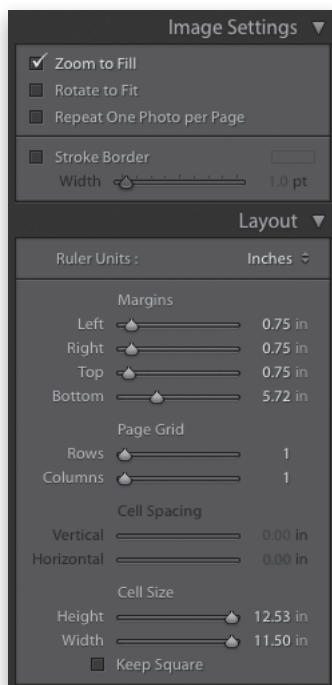 Image Settings
Zoom to Fill
Rotate to Fit
Repeat One Photo per Page
Stroke Border
Width 1.0 pt
Layout
Ruler Units : Inches
Margins
Left 0.75 in
Right 0.75 in
Top 0.75 in
Bottom 5.72 in
Page Grid
Rows 1
Columns 1
Cell Spacing
Vertical 0.00 in
Horizontal 0.00 in
Cell Size
Height 12.53 in
Width 11.50 in
Keep Square